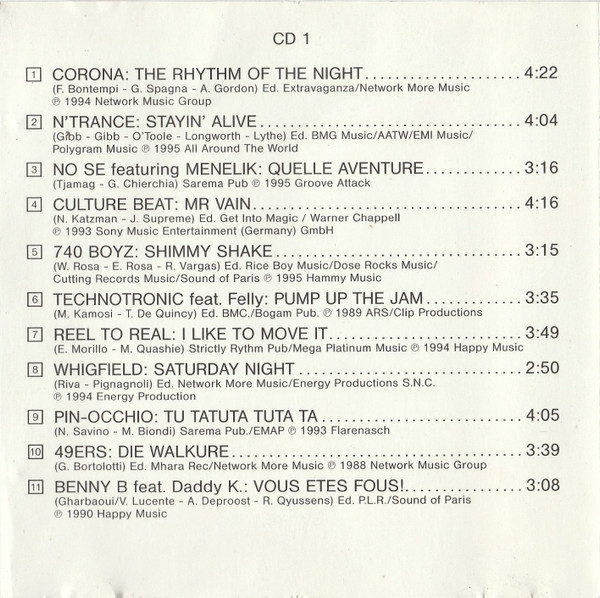 CD 1
1 CORONA: THE RHYTHM OF THE NIGHT........................4:22
(F. Bontempi - G. Spagna - A. Gordon) Ed. Extravaganza/Network More Music
℗ 1994 Network Music Group
2 N'TRANCE: STAYIN' ALIVE........................................4:04
(Gibb - Gibb - O'Toole - Longworth - Lythe) Ed. BMG Music/AATW/EMI Music/
Polygram Music ℗ 1995 All Around The World
3 NO SE featuring MENELIK: QUELLE AVENTURE.................3:16
(Tjamag - G. Chierchia) Sarema Pub ℗ 1995 Groove Attack
4 CULTURE BEAT: MR VAIN.........................................4:16
(N. Katzman - J. Supreme) Ed. Get Into Magic / Warner Chappell
℗ 1993 Sony Music Entertainment (Germany) GmbH
5 740 BOYZ: SHIMMY SHAKE......................................3:15
(W. Rosa - E. Rosa - R. Vargas) Ed. Rice Boy Music/Dose Rocks Music/
Cutting Records Music/Sound of Paris ℗ 1995 Hammy Music
6 TECHNOTRONIC feat. Felly: PUMP UP THE JAM................3:35
(M. Kamosi - T. De Quincy) Ed. BMC./Bogam Pub. ℗ 1989 ARS/Clip Productions
7 REEL TO REAL: I LIKE TO MOVE IT.............................3:49
(E. Morillo - M. Quashie) Strictly Rythm Pub/Mega Platinum Music ℗ 1994 Happy Music
8 WHIGFIELD: SATURDAY NIGHT..................................2:50
(Riva - Pignagnoli) Ed. Network More Music/Energy Productions S.N.C.
℗ 1994 Energy Production
9 PIN-OCCHIO: TU TATUTA TUTA TA...............................4:05
(N. Savino - M. Biondi) Sarema Pub./EMAP ℗ 1993 Flarenasch
10 49ERS: DIE WALKURE............................................3:39
(G. Bortolotti) Ed. Mhara Rec/Network More Music ℗ 1988 Network Music Group
11 BENNY B feat. Daddy K.: VOUS ETES FOUS!...................3:08
(Gharbaoui/V. Lucente - A. Deproost - R. Qyussens) Ed. P.L.R./Sound of Paris
℗ 1990 Happy Music